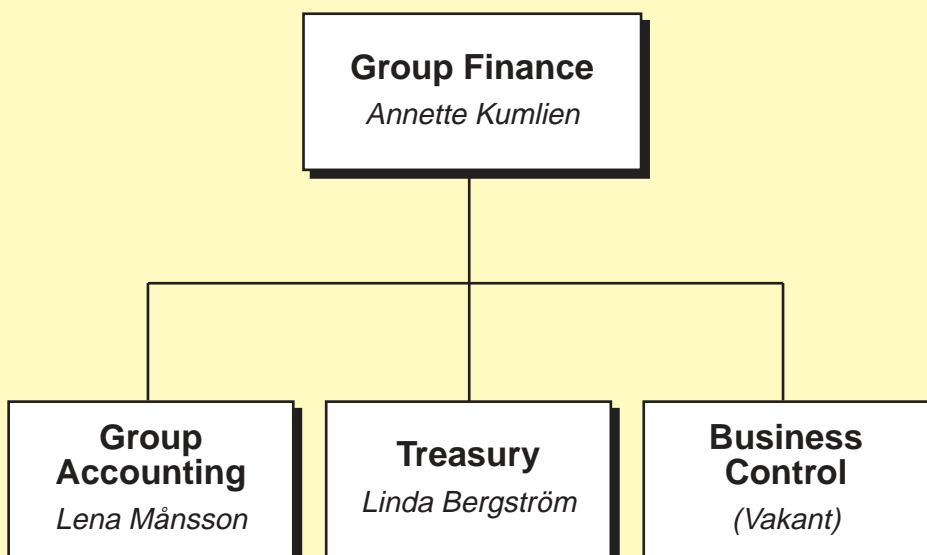 Group Finance
Annette Kumlien
Group
Accounting
Lena Månsson
Treasury
Linda Bergström
Business
Control
(Vakant)